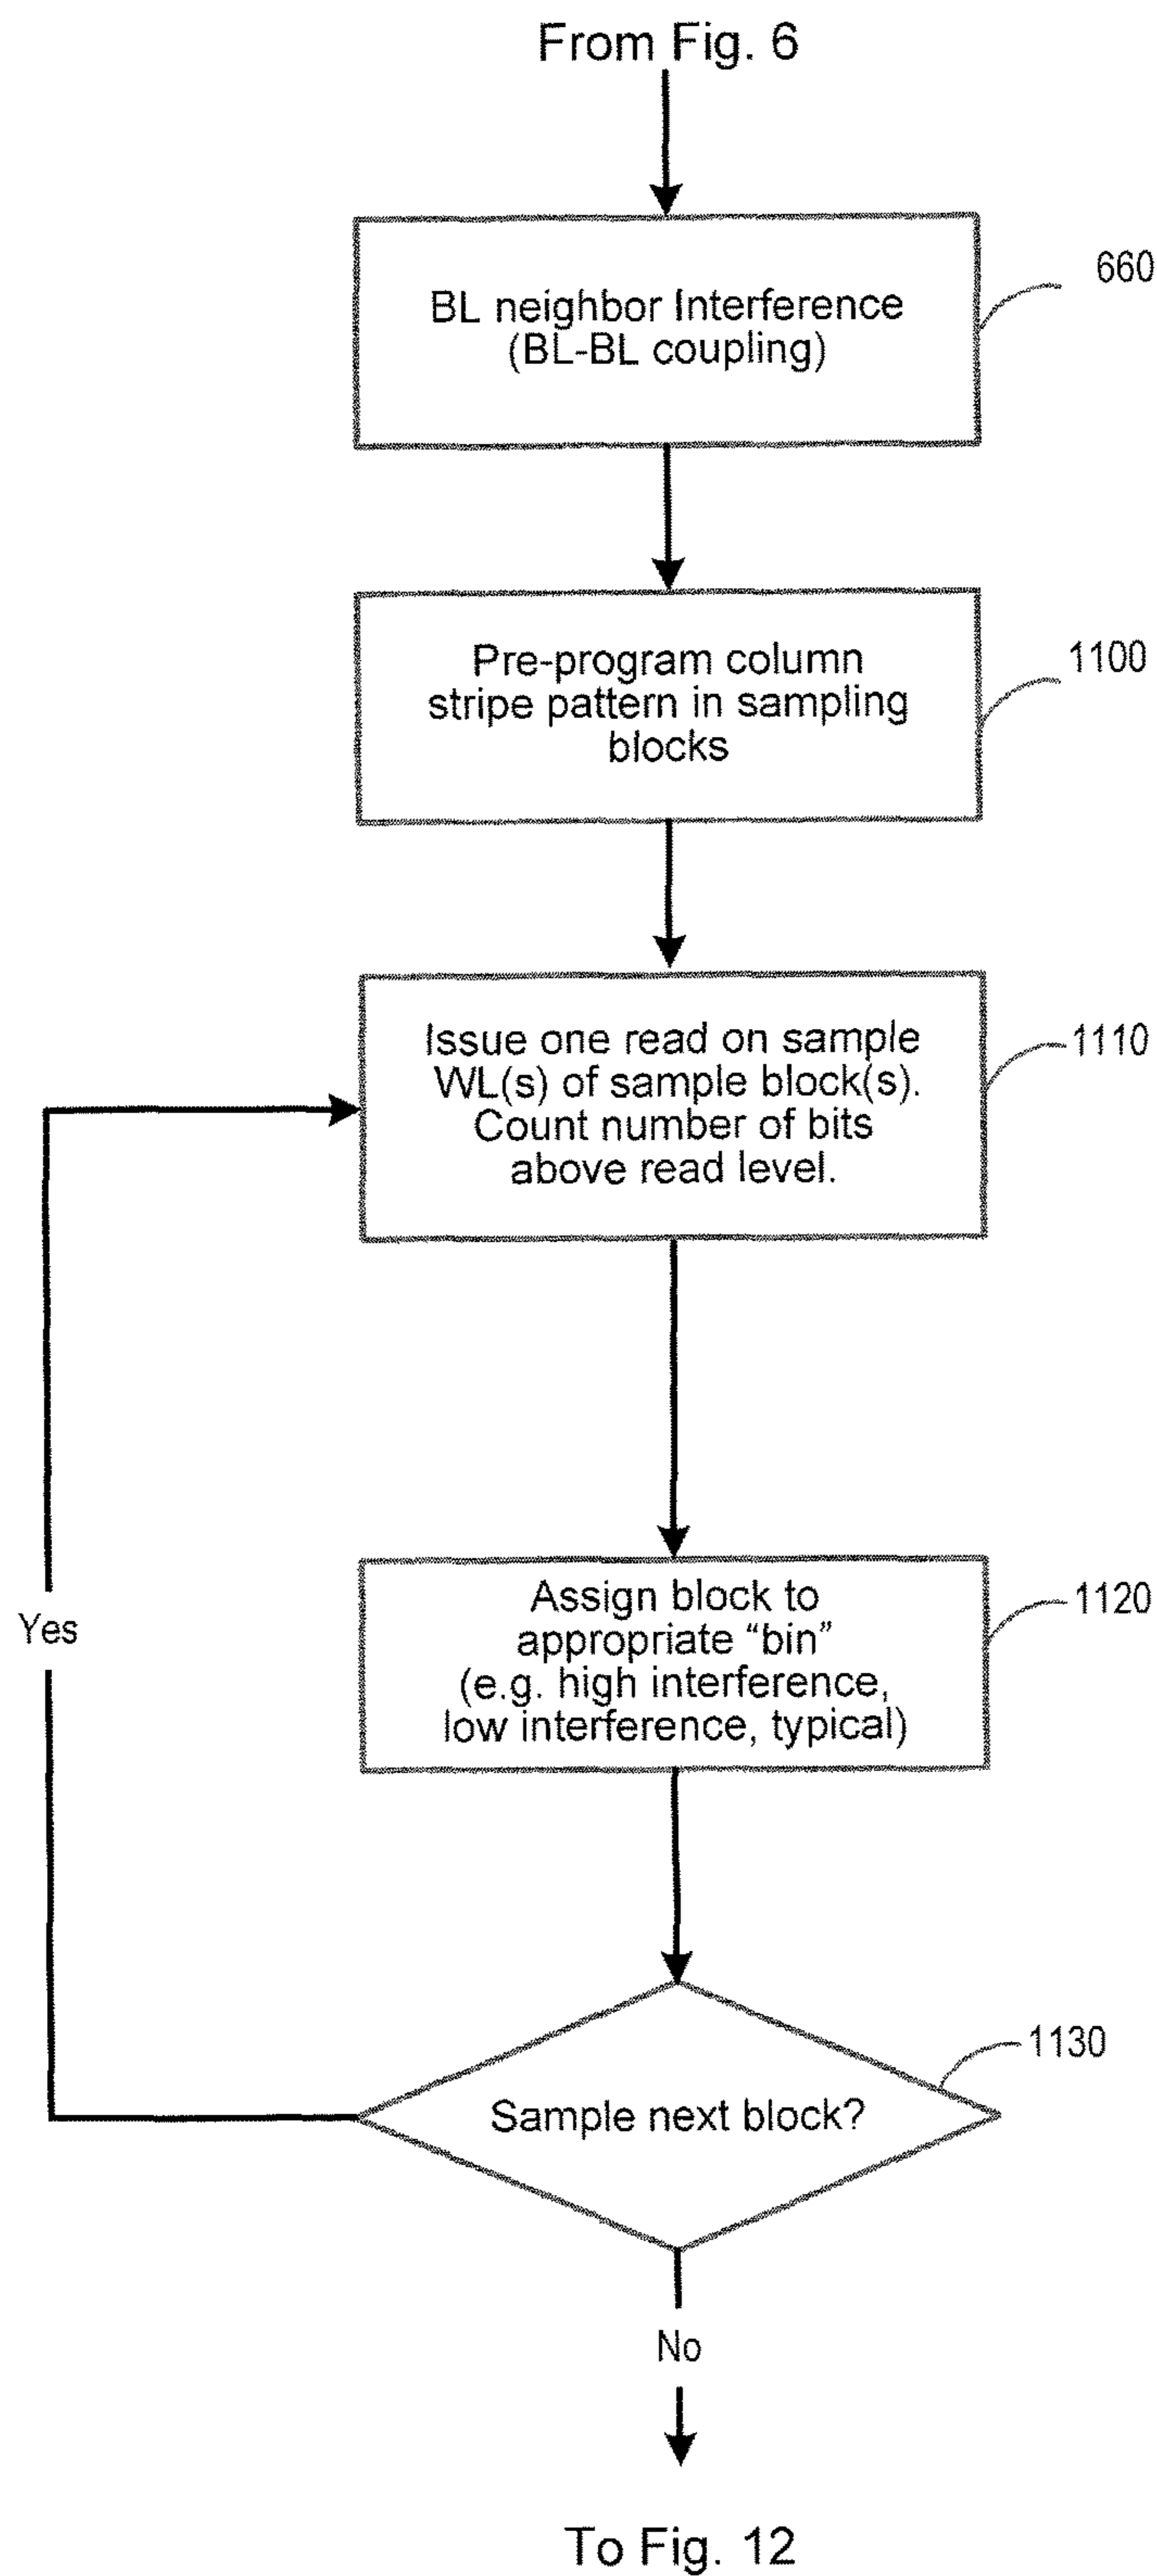 From Fig. 6
BL neighbor Interference
(BL-BL coupling)
660
Pre-program column
stripe pattern in sampling
blocks
1100
Issue one read on sample
WL(s) of sample block(s).
Count number of bits
above read level.
1110
Assign block to
appropriate “bin”
(e.g. high interference,
low interference, typical)
1120
Yes
Sample next block?
1130
No
To Fig. 12